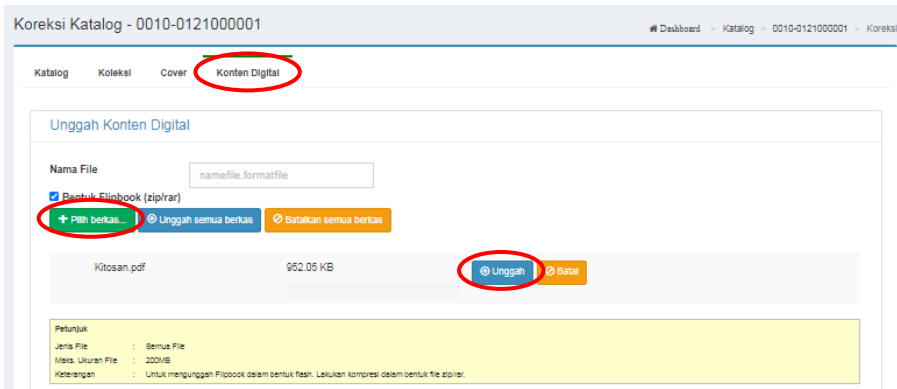 Koreksi Katalog - 0010-0121000001
Dashboard > Katalog > 0010-0121000001 > Koreksi
Katalog Koleksi Cover Konten Digital
Unggah Konten Digital
Nama File namefile.formatfile
Bentuk Flipbook (zip/rar)
+ Pilih berkas... Unggah semua berkas Batalkan semua berkas
Kitosan.pdf 952.05 KB Unggah Batal
Petunjuk
Jenis File : Semua File
Maks. Ukuran File : 200MB
Keterangan : Untuk mengunggah Flipbook dalam bentuk flash. Lakukan kompresi dalam bentuk file zip/rar.